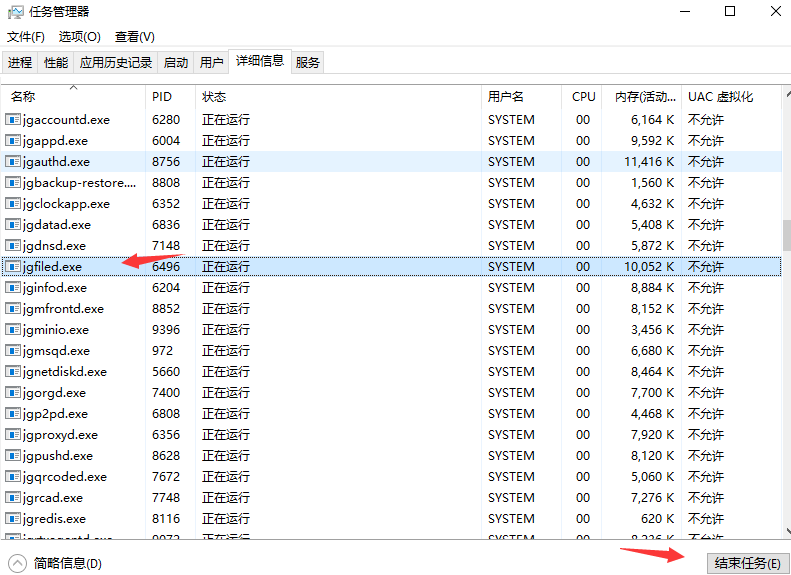 任务管理器
文件(F) 选项(O) 查看(V)
进程 性能 应用历史记录 启动 用户 详细信息 服务
名称 PID 状态 用户名 CPU 内存(活动... UAC 虚拟化
jgaccountd.exe 6280 正在运行 SYSTEM 00 6,164 K 不允许
jgappd.exe 6004 正在运行 SYSTEM 00 9,592 K 不允许
jgauthd.exe 8756 正在运行 SYSTEM 00 11,416 K 不允许
jgbackup-restore.... 8808 正在运行 SYSTEM 00 1,560 K 不允许
jgclockapp.exe 6352 正在运行 SYSTEM 00 4,632 K 不允许
jgdatad.exe 6836 正在运行 SYSTEM 00 5,408 K 不允许
jgdnsd.exe 7148 正在运行 SYSTEM 00 5,872 K 不允许
jgfiled.exe 6496 正在运行 SYSTEM 00 10,052 K 不允许
jginfod.exe 6204 正在运行 SYSTEM 00 8,884 K 不允许
jgmfrontd.exe 8852 正在运行 SYSTEM 00 8,152 K 不允许
jgminio.exe 9396 正在运行 SYSTEM 00 3,456 K 不允许
jgmsqd.exe 972 正在运行 SYSTEM 00 6,680 K 不允许
jgnetdiskd.exe 5660 正在运行 SYSTEM 00 8,464 K 不允许
jgorgd.exe 7400 正在运行 SYSTEM 00 7,700 K 不允许
jgp2pd.exe 6808 正在运行 SYSTEM 00 4,468 K 不允许
jgproxyd.exe 6356 正在运行 SYSTEM 00 7,920 K 不允许
jgpushd.exe 8628 正在运行 SYSTEM 00 8,120 K 不允许
jgqrcoded.exe 7672 正在运行 SYSTEM 00 5,060 K 不允许
jgrcad.exe 7748 正在运行 SYSTEM 00 7,276 K 不允许
jgredis.exe 8116 正在运行 SYSTEM 00 620 K 不允许
简略信息(D) 结束任务(E)